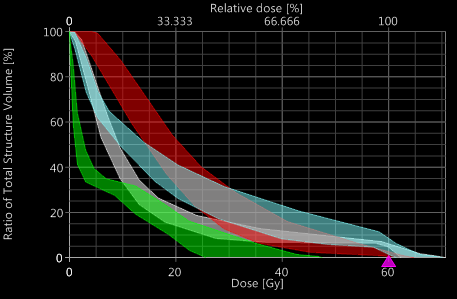 Relative dose [%]
0 33.333 66.666 100
Ratio of Total Structure Volume [%]
100
80
60
40
20
0
0 20 40 60
Dose [Gy]